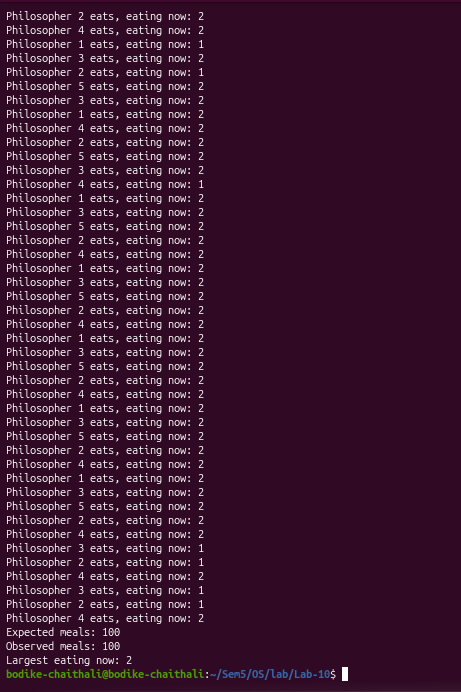 Philosopher 2 eats, eating now: 2
Philosopher 4 eats, eating now: 2
Philosopher 1 eats, eating now: 1
Philosopher 3 eats, eating now: 2
Philosopher 2 eats, eating now: 1
Philosopher 5 eats, eating now: 2
Philosopher 3 eats, eating now: 2
Philosopher 1 eats, eating now: 2
Philosopher 4 eats, eating now: 2
Philosopher 2 eats, eating now: 2
Philosopher 5 eats, eating now: 2
Philosopher 3 eats, eating now: 2
Philosopher 4 eats, eating now: 1
Philosopher 1 eats, eating now: 2
Philosopher 3 eats, eating now: 2
Philosopher 5 eats, eating now: 2
Philosopher 2 eats, eating now: 2
Philosopher 4 eats, eating now: 2
Philosopher 1 eats, eating now: 2
Philosopher 3 eats, eating now: 2
Philosopher 5 eats, eating now: 2
Philosopher 2 eats, eating now: 2
Philosopher 4 eats, eating now: 2
Philosopher 1 eats, eating now: 2
Philosopher 3 eats, eating now: 2
Philosopher 5 eats, eating now: 2
Philosopher 2 eats, eating now: 2
Philosopher 4 eats, eating now: 2
Philosopher 1 eats, eating now: 2
Philosopher 3 eats, eating now: 2
Philosopher 5 eats, eating now: 2
Philosopher 2 eats, eating now: 2
Philosopher 4 eats, eating now: 2
Philosopher 1 eats, eating now: 2
Philosopher 3 eats, eating now: 2
Philosopher 5 eats, eating now: 2
Philosopher 2 eats, eating now: 2
Philosopher 4 eats, eating now: 2
Philosopher 3 eats, eating now: 1
Philosopher 2 eats, eating now: 1
Philosopher 4 eats, eating now: 2
Philosopher 3 eats, eating now: 1
Philosopher 2 eats, eating now: 1
Philosopher 4 eats, eating now: 2
Expected meals: 100
Observed meals: 100
Largest eating now: 2
bodike-chaithali@bodike-chaithali:~/Sem5/OS/lab/Lab-10$